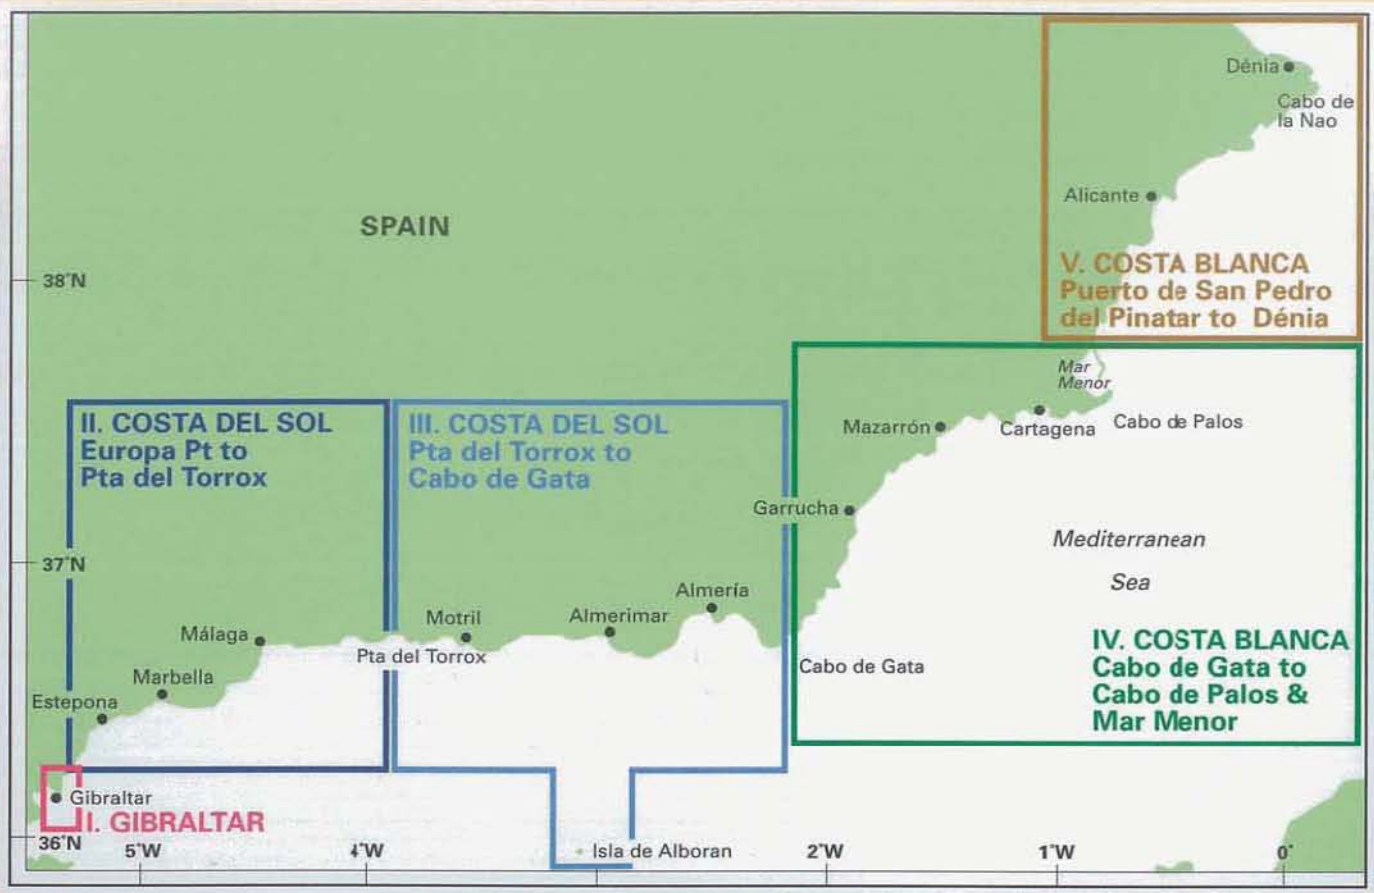 Dénia
Cabo de
la Nao
Alicante
SPAIN
V. COSTA BLANCA
Puerto de San Pedro
del Pinatar to Dénia
38°N
Mar
Menor
II. COSTA DEL SOL
Europa Pt to
Pta del Torrox
III. COSTA DEL SOL
Pta del Torrox to
Cabo de Gata
Mazarrón
Cartagena
Cabo de Palos
Garrucha
Mediterranean
Sea
37°N
Almería
Motril
Almerimar
Málaga
Pta del Torrox
Cabo de Gata
IV. COSTA BLANCA
Cabo de Gata to
Cabo de Palos &
Mar Menor
Marbella
Estepona
Gibraltar
I. GIBRALTAR
36°N
5°W
4°W
Isla de Alboran
2°W
1°W
0°